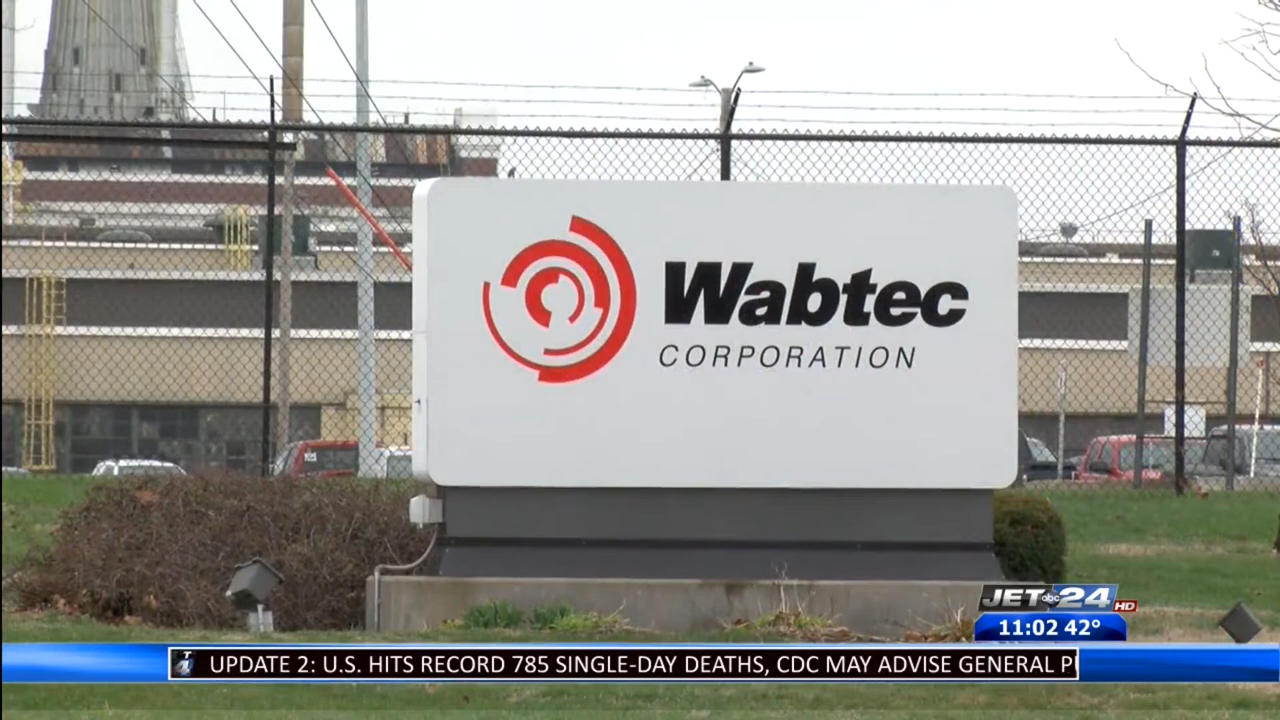 Wabtec
CORPORATION
JET abc 24 HD
11:02 42°
UPDATE 2: U.S. HITS RECORD 785 SINGLE-DAY DEATHS, CDC MAY ADVISE GENERAL P